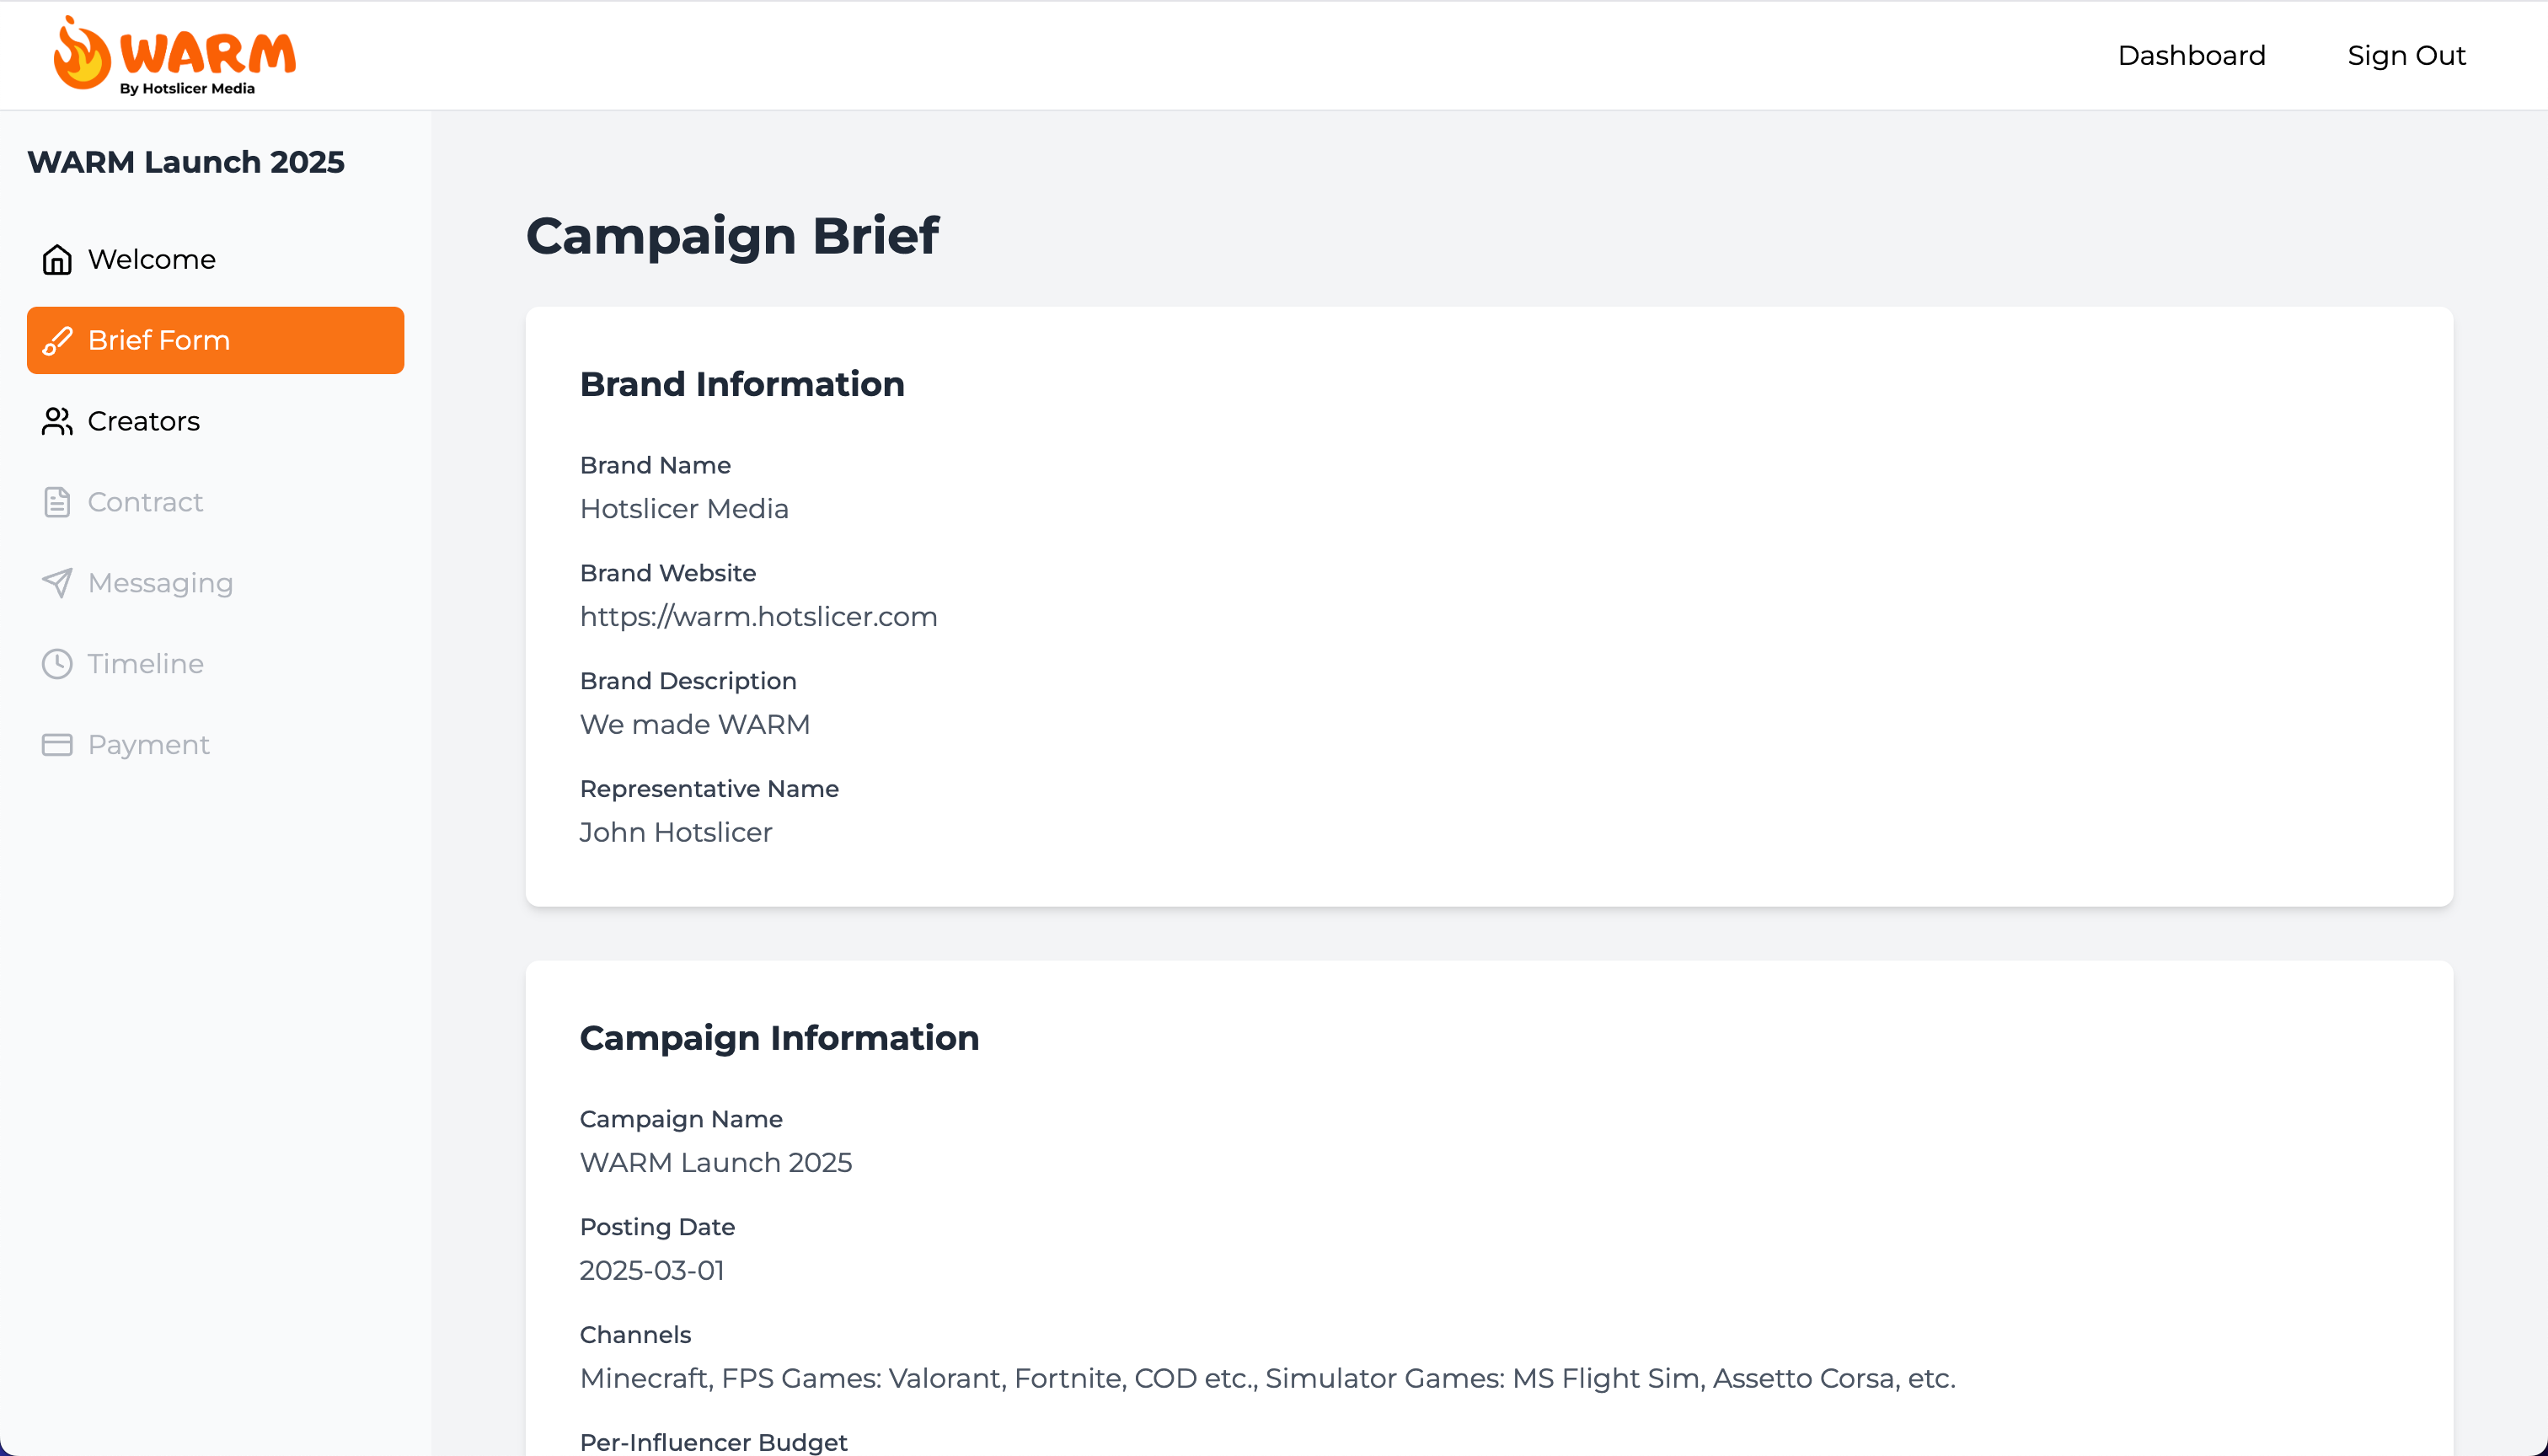 WARM
By Hotslicer Media
Dashboard
Sign Out
WARM Launch 2025
Welcome
Brief Form
Creators
Contract
Messaging
Timeline
Payment
Campaign Brief
Brand Information
Brand Name
Hotslicer Media
Brand Website
https://warm.hotslicer.com
Brand Description
We made WARM
Representative Name
John Hotslicer
Campaign Information
Campaign Name
WARM Launch 2025
Posting Date
2025-03-01
Channels
Minecraft, FPS Games: Valorant, Fortnite, COD etc., Simulator Games: MS Flight Sim, Assetto Corsa, etc.
Per-Influencer Budget